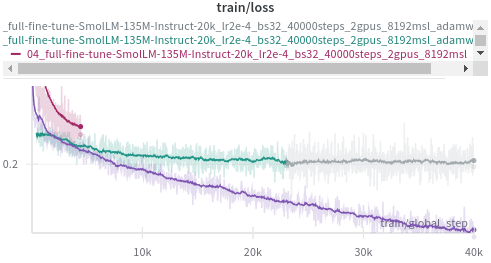 train/loss
_full-fine-tune-SmolLM-135M-Instruct-20k_lr2e-4_bs32_40000steps_2gpus_8192msl_adamw
_full-fine-tune-SmolLM-135M-Instruct-20k_lr2e-4_bs32_40000steps_2gpus_8192msl_adamw
04_full-fine-tune-SmolLM-135M-Instruct-20k_lr2e-4_bs32_40000steps_2gpus_8192msl
0.2
train/global_step
10k 20k 30k 40k